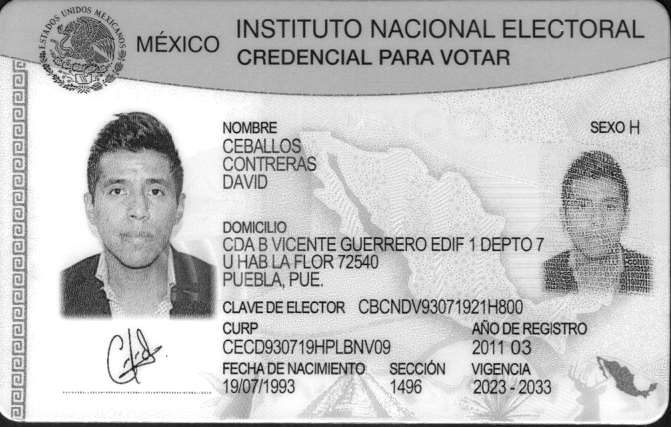 ESTADOS UNIDOS MEXICANOS
MÉXICO
INSTITUTO NACIONAL ELECTORAL
CREDENCIAL PARA VOTAR
NOMBRE
SEXO H
CEBALLOS
CONTRERAS
DAVID
DOMICILIO
CDA B VICENTE GUERRERO EDIF 1 DEPTO 7
U HAB LA FLOR 72540
PUEBLA, PUE.
CLAVE DE ELECTOR CBCNDV93071921H800
CURP AÑO DE REGISTRO
CECD930719HPLBNV09 2011 03
FECHA DE NACIMIENTO SECCIÓN VIGENCIA
19/07/1993 1496 2023 - 2033